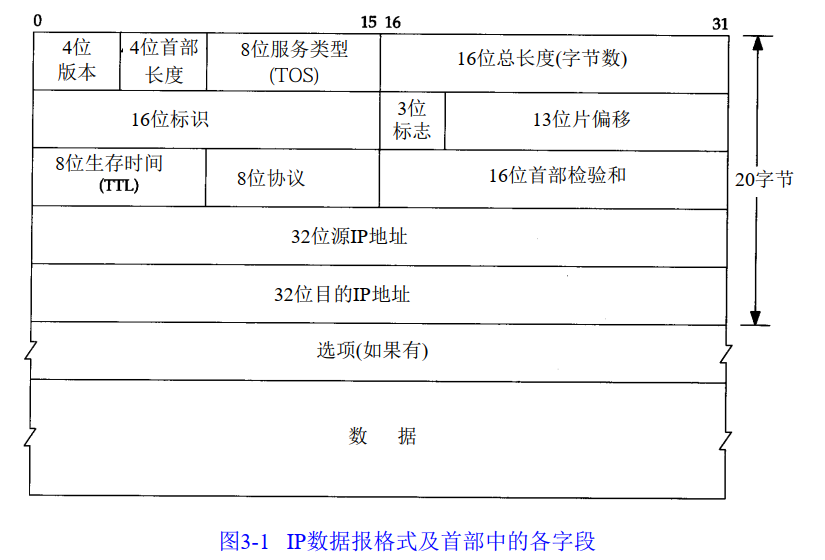 0 15 16 31
4位
版本
4位首部
长度
8位服务类型
(TOS)
16位总长度(字节数)
16位标识
3位
标志
13位片偏移
8位生存时间
(TTL)
8位协议
16位首部检验和
20字节
32位源IP地址
32位目的IP地址
选项(如果有)
数 据
图3-1 IP数据报格式及首部中的各字段